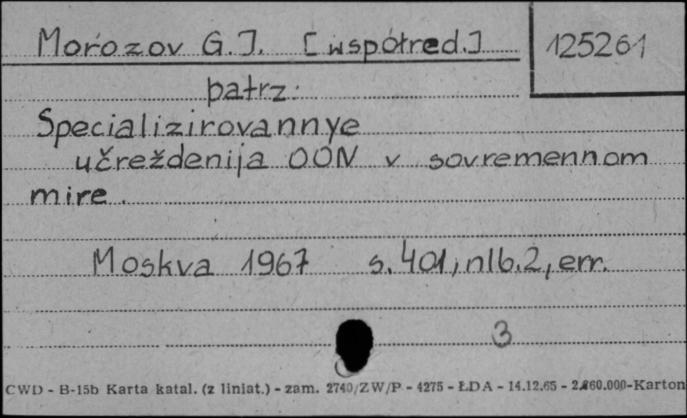 Morozov G.I. [współred.]
125261
patrz:
Specializirovannye
učreždenija OON v sovremennom
mire.
Moskva 1967 s. 401, nlb. 2, err.
3
CWD - B-15b Karta katal. (z liniat.) - zam. 2740/ZW/P - 4275 - ŁDA - 14.12.65 - 2.860.000-Karton